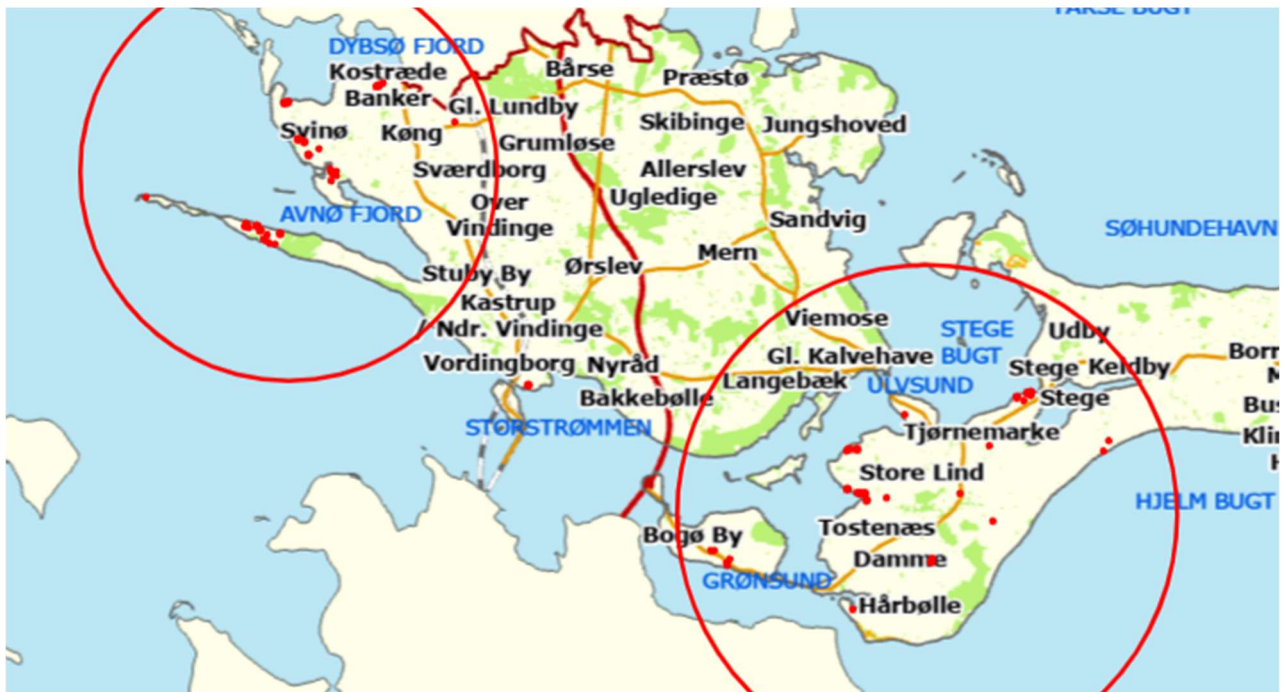 DYBSØ FJORD
Kostræde
Banker
Bårse
Præstø
Gl. Lundby
Svinø
Køng
Skibinge
Jungshoved
Grumløse
Sværdborg
Allerslev
Ugledige
AVNØ FJORD
Over
Vindinge
Sandvig
SØHUNDEHAVN
Mern
Ørslev
Stuby By
Kastrup
Ndr. Vindinge
Viemose
STEGE
BUGT
Udby
Vordingborg
Nyråd
Gl. Kalvehave
Stege
Keldby
Langebæk
ULVSUND
Bakkebølle
Stege
STORSTRØMMEN
Tjørnemarke
Store Lind
HJELM BUGT
Tostenæs
Bogø By
Damme
GRØNSUND
Hårbølle